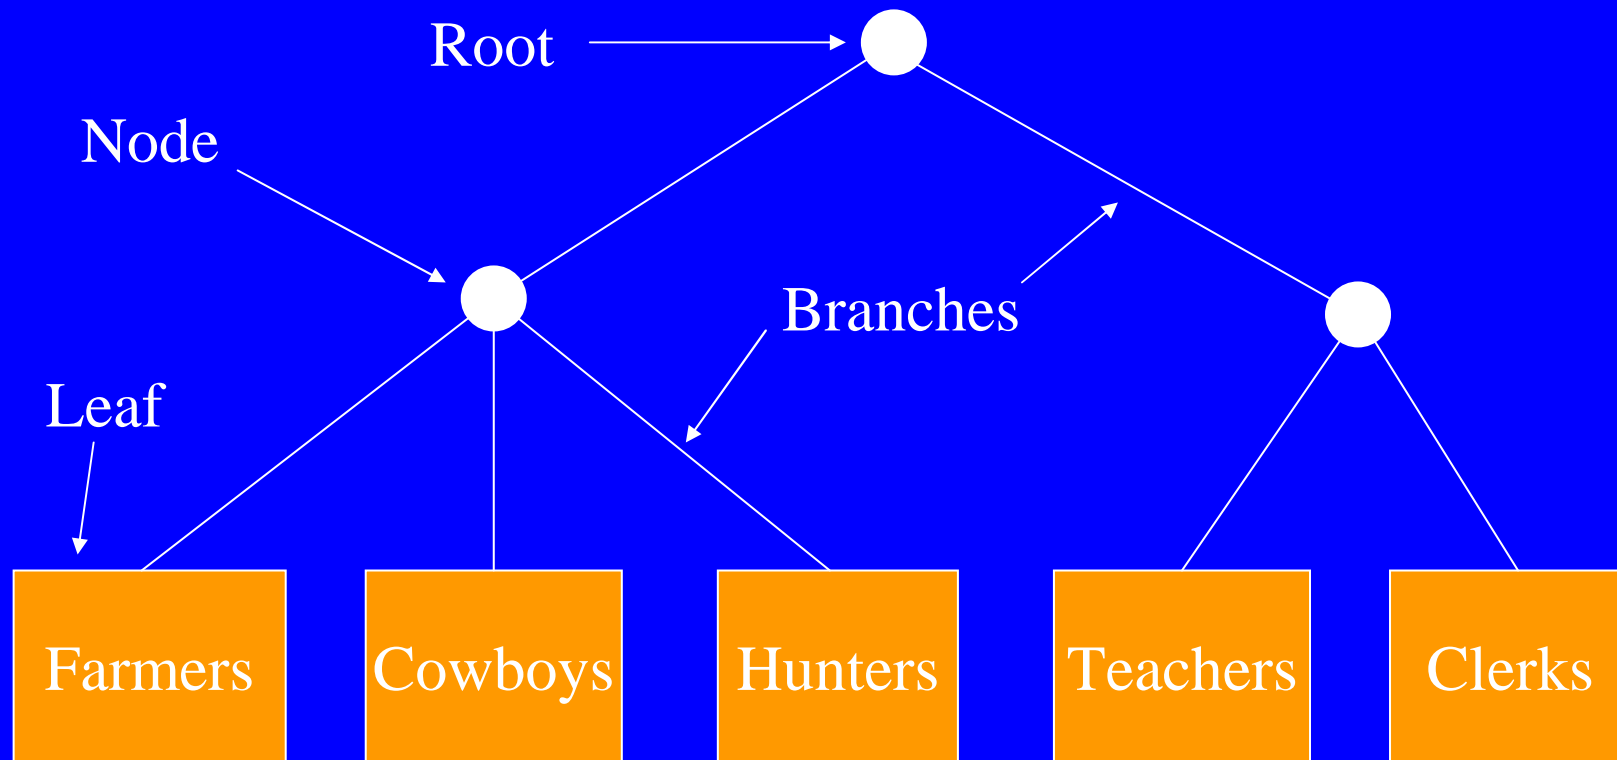 Root
Node
Branches
Leaf
Farmers
Cowboys
Hunters
Teachers
Clerks